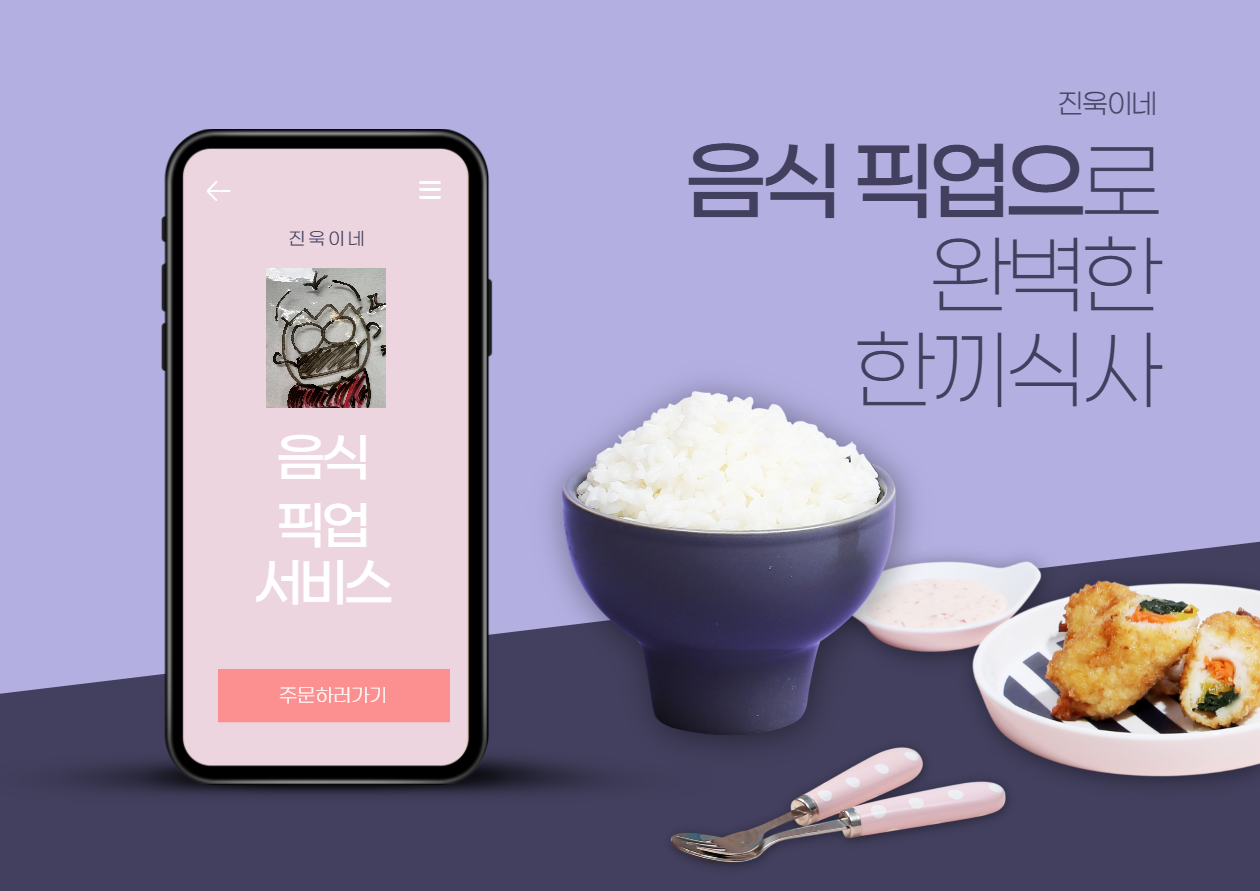 진욱이네
음식
픽업
서비스
주문하러가기
진욱이네
음식 픽업으로
완벽한
한끼식사